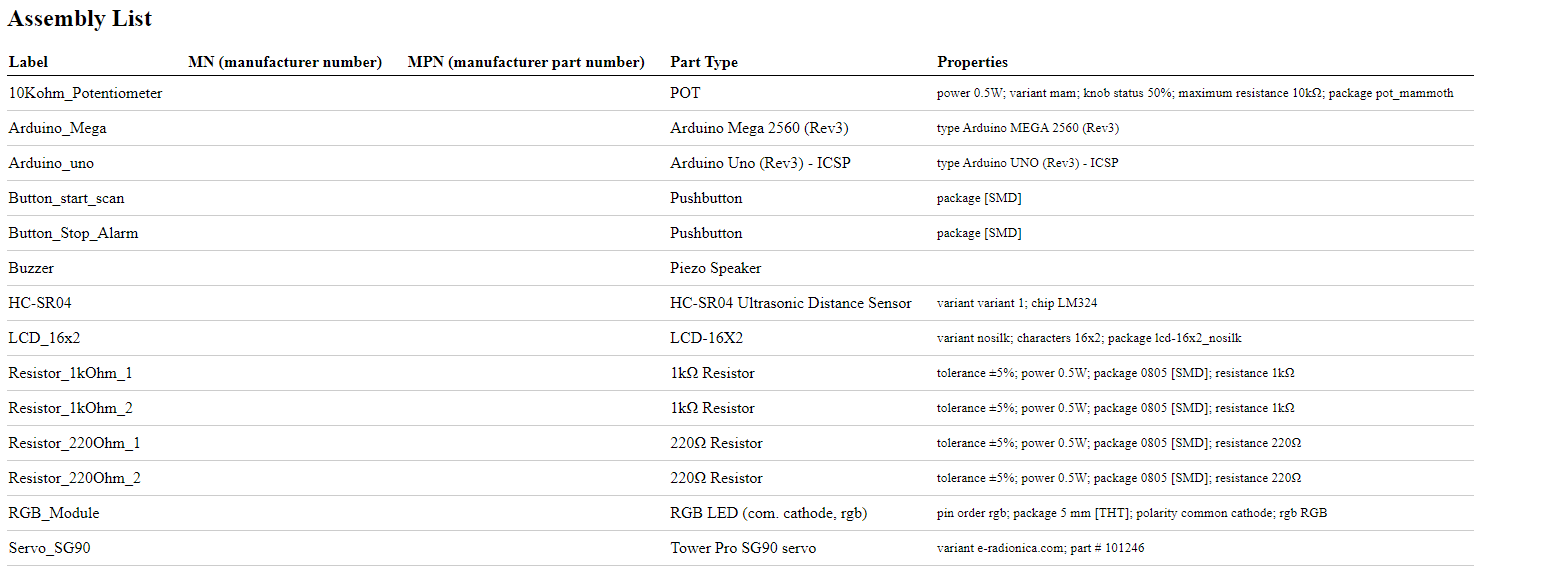 Assembly List
Label MN (manufacturer number) MPN (manufacturer part number) Part Type Properties
10Kohm_Potentiometer POT power 0.5W; variant mam; knob status 50%; maximum resistance 10kΩ; package pot_mammoth
Arduino_Mega Arduino Mega 2560 (Rev3) type Arduino MEGA 2560 (Rev3)
Arduino_uno Arduino Uno (Rev3) - ICSP type Arduino UNO (Rev3) - ICSP
Button_start_scan Pushbutton package [SMD]
Button_Stop_Alarm Pushbutton package [SMD]
Buzzer Piezo Speaker
HC-SR04 HC-SR04 Ultrasonic Distance Sensor variant variant 1; chip LM324
LCD_16x2 LCD-16X2 variant nosilk; characters 16x2; package lcd-16x2_nosilk
Resistor_1kOhm_1 1kΩ Resistor tolerance ±5%; power 0.5W; package 0805 [SMD]; resistance 1kΩ
Resistor_1kOhm_2 1kΩ Resistor tolerance ±5%; power 0.5W; package 0805 [SMD]; resistance 1kΩ
Resistor_220Ohm_1 220Ω Resistor tolerance ±5%; power 0.5W; package 0805 [SMD]; resistance 220Ω
Resistor_220Ohm_2 220Ω Resistor tolerance ±5%; power 0.5W; package 0805 [SMD]; resistance 220Ω
RGB_Module RGB LED (com. cathode, rgb) pin order rgb; package 5 mm [THT]; polarity common cathode; rgb RGB
Servo_SG90 Tower Pro SG90 servo variant e-radionica.com; part # 101246